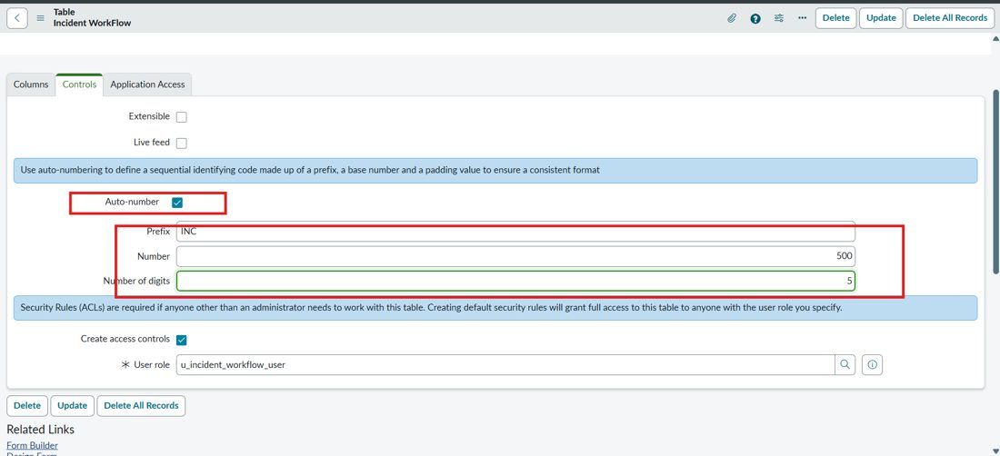 Table
Incident WorkFlow
Delete
Update
Delete All Records
Columns
Controls
Application Access
Extensible
Live feed
Use auto-numbering to define a sequential identifying code made up of a prefix, a base number and a padding value to ensure a consistent format
Auto-number
Prefix INC
Number 500
Number of digits 5
Security Rules (ACLs) are required if anyone other than an administrator needs to work with this table. Creating default security rules will grant full access to this table to anyone with the user role you specify.
Create access controls
User role u_incident_workflow_user
Delete
Update
Delete All Records
Related Links
Form Builder
Design Form